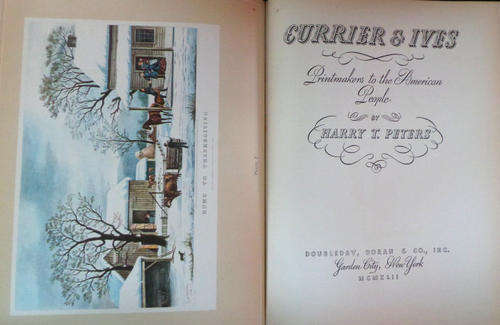 HOME TO THANKSGIVING
CURRIER & IVES
Printmakers to the American
People
BY
HARRY T. PETERS
DOUBLEDAY, DORAN & CO., INC.
Garden City, New York
MCMXLII